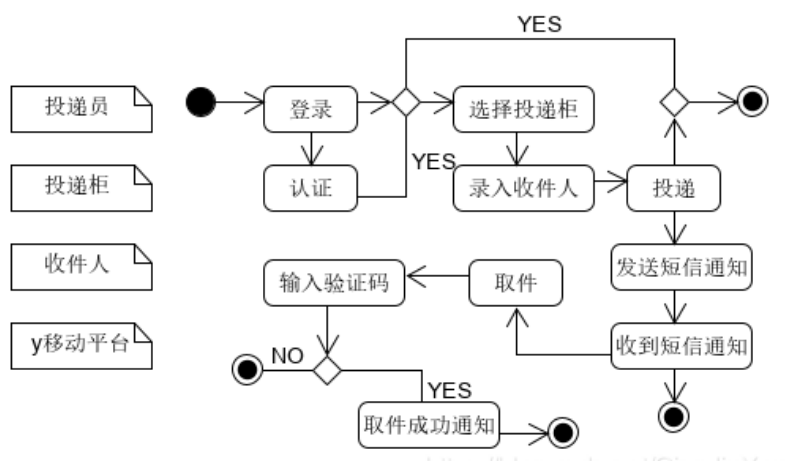 YES
投递员
登录
选择投递柜
YES
投递柜
认证
录入收件人
投递
收件人
输入验证码
取件
发送短信通知
y移动平台
收到短信通知
NO
YES
取件成功通知